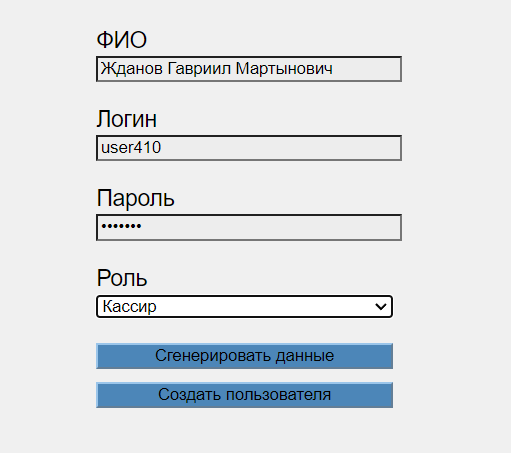 ФИО
Жданов Гавриил Мартынович
Логин
user410
Пароль
•••••••
Роль
Кассир
Сгенерировать данные
Создать пользователя